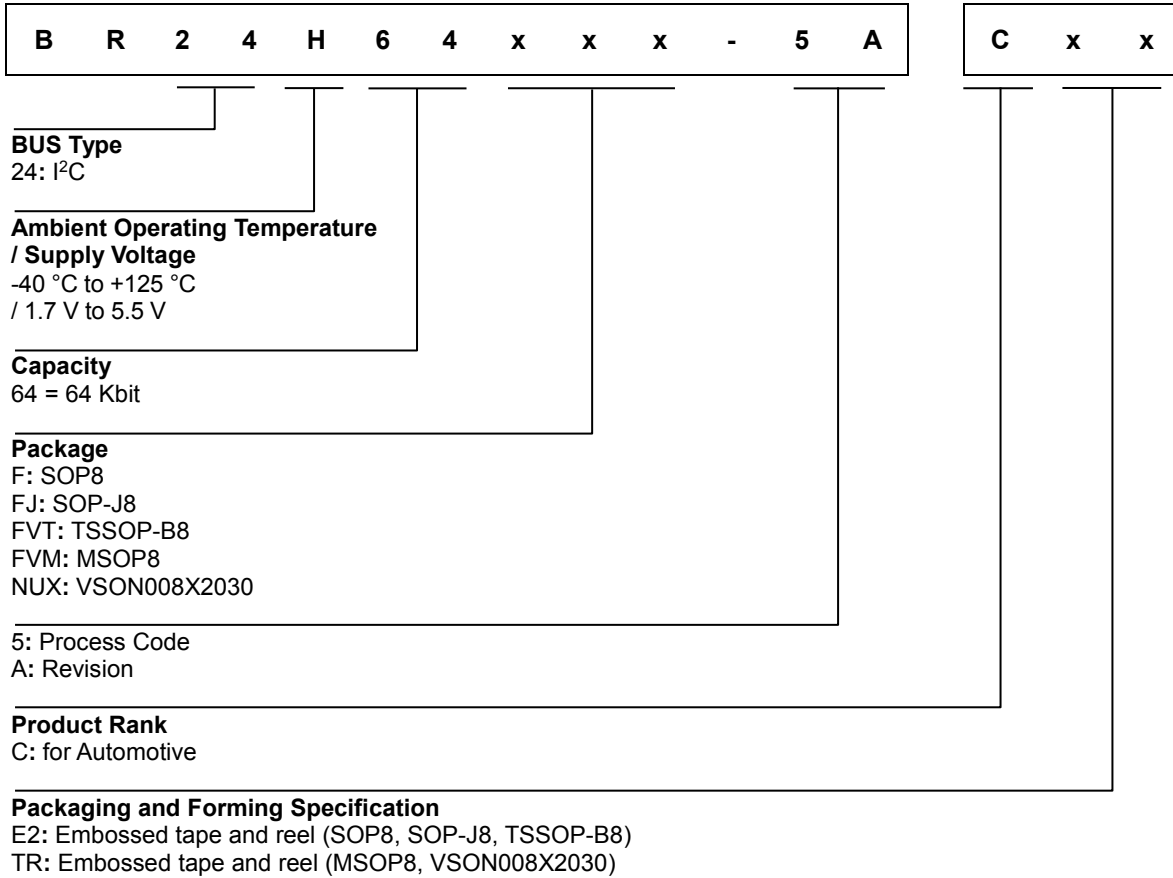 B R 2 4 H 6 4 x x x - 5 A C x x
BUS Type
24: I²C
Ambient Operating Temperature
/ Supply Voltage
-40 °C to +125 °C
/ 1.7 V to 5.5 V
Capacity
64 = 64 Kbit
Package
F: SOP8
FJ: SOP-J8
FVT: TSSOP-B8
FVM: MSOP8
NUX: VSON008X2030
5: Process Code
A: Revision
Product Rank
C: for Automotive
Packaging and Forming Specification
E2: Embossed tape and reel (SOP8, SOP-J8, TSSOP-B8)
TR: Embossed tape and reel (MSOP8, VSON008X2030)